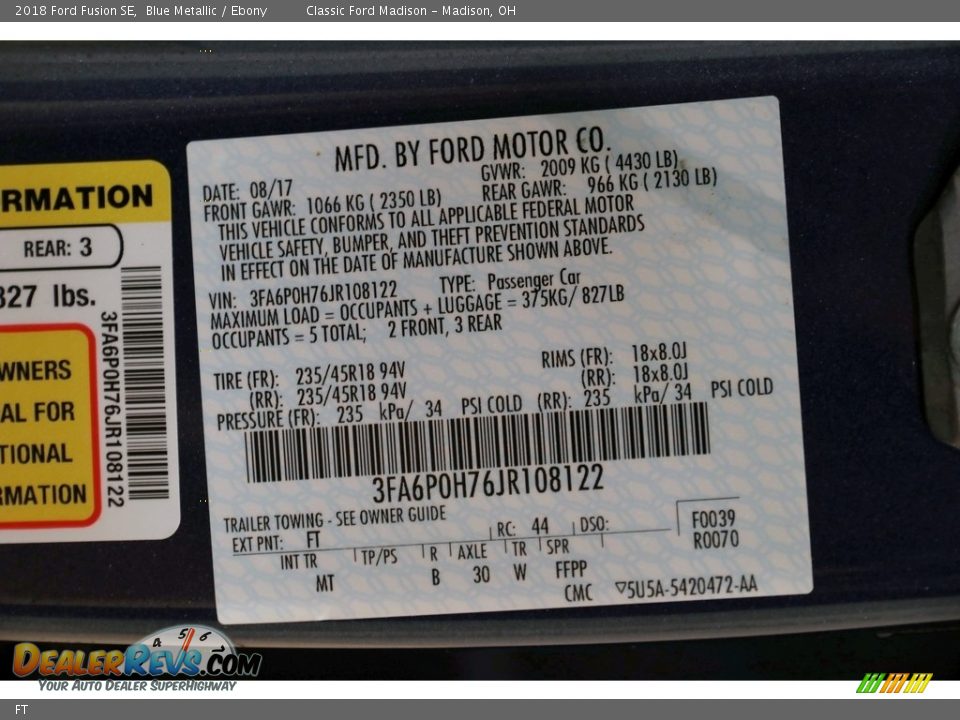 2018 Ford Fusion SE,  Blue Metallic / Ebony          Classic Ford Madison - Madison, OH
RMATION
REAR: 3
827 lbs.
WNERS
AL FOR
TIONAL
RMATION
3FA6P0H76JR108122
MFD. BY FORD MOTOR CO.
DATE: 08/17 GVWR: 2009 KG ( 4430 LB)
FRONT GAWR: 1066 KG ( 2350 LB) REAR GAWR: 966 KG ( 2130 LB)
THIS VEHICLE CONFORMS TO ALL APPLICABLE FEDERAL MOTOR
VEHICLE SAFETY, BUMPER, AND THEFT PREVENTION STANDARDS
IN EFFECT ON THE DATE OF MANUFACTURE SHOWN ABOVE.
VIN: 3FA6P0H76JR108122 TYPE: Passenger Car
MAXIMUM LOAD = OCCUPANTS + LUGGAGE = 375KG/ 827LB
OCCUPANTS = 5 TOTAL; 2 FRONT, 3 REAR
TIRE (FR): 235/45R18 94V RIMS (FR): 18x8.0J
(RR): 235/45R18 94V (RR): 18x8.0J
PRESSURE (FR): 235 kPa/ 34 PSI COLD (RR): 235 kPa/ 34 PSI COLD
3FA6P0H76JR108122
TRAILER TOWING - SEE OWNER GUIDE
EXT PNT: FT RC: 44 DSO: F0039
R0070
INT TR TP/PS R AXLE TR SPR
MT B 30 W FFPP
CMC ▽5U5A-5420472-AA
4 5 6
DEALERREVS.COM
YOUR AUTO DEALER SUPERHIGHWAY
FT